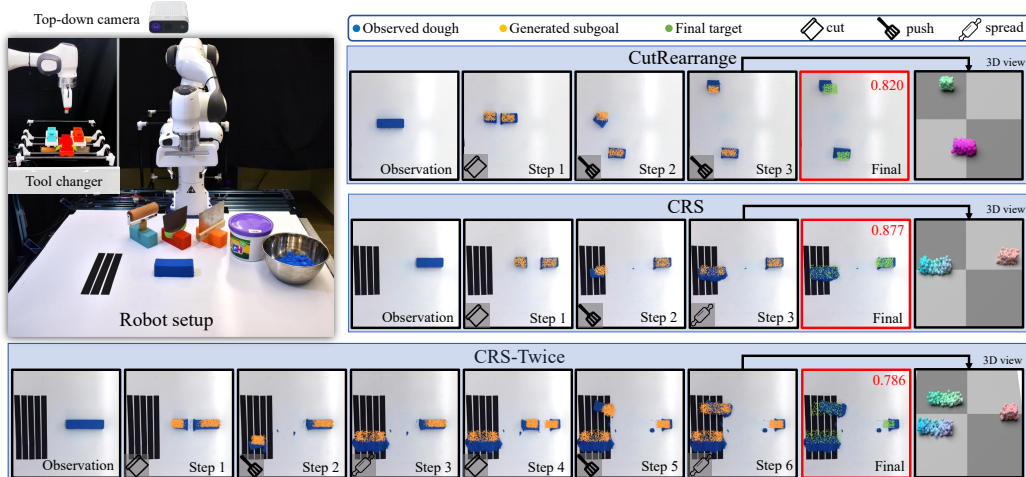 Top-down camera
Tool changer
Robot setup
Observed dough
Generated subgoal
Final target
cut
push
spread
CutRearrange
3D view
Observation
Step 1
Step 2
Step 3
0.820
Final
CRS
3D view
Observation
Step 1
Step 2
Step 3
0.877
Final
CRS-Twice
3D view
Observation
Step 1
Step 2
Step 3
Step 4
Step 5
Step 6
0.786
Final